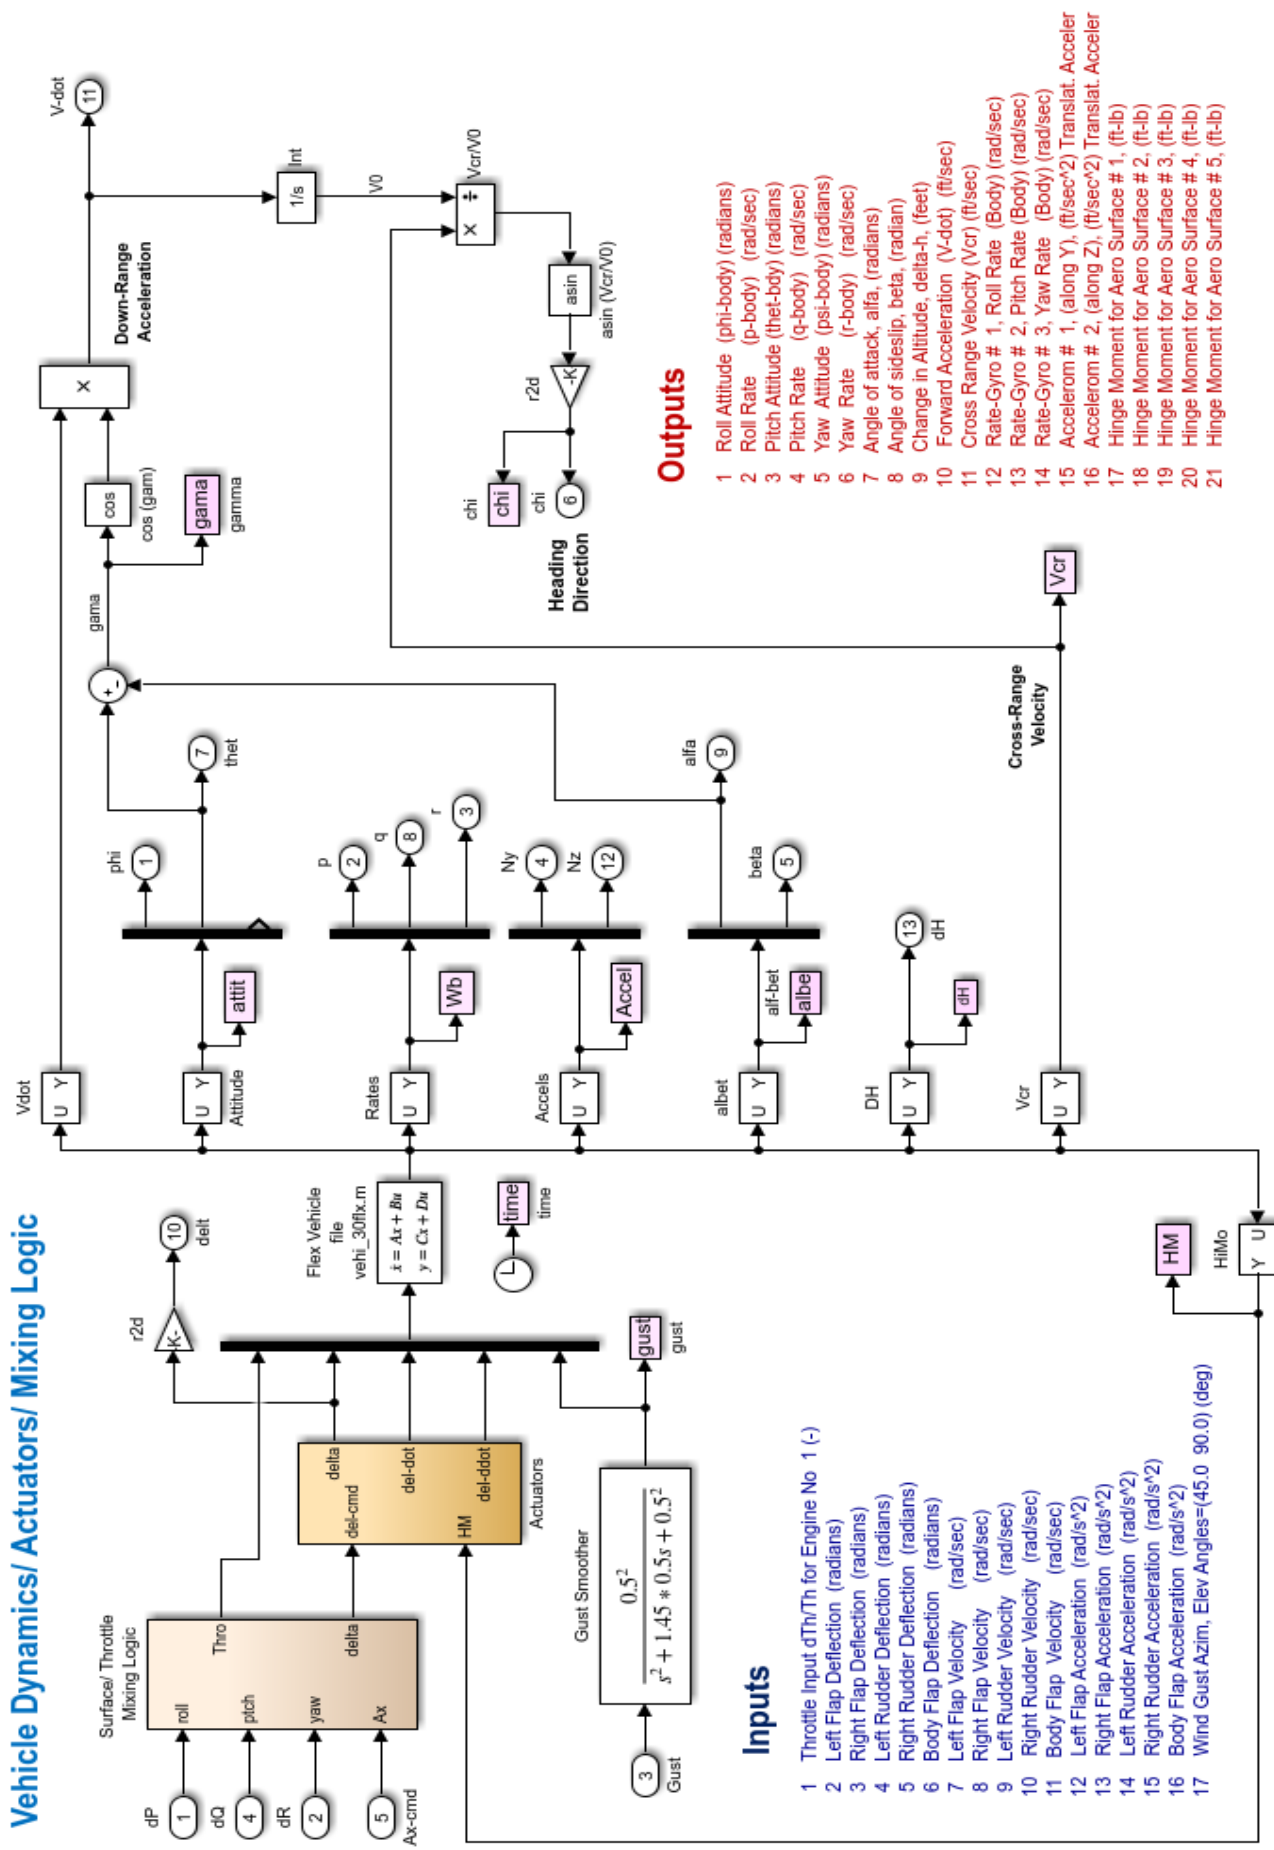 Vehicle Dynamics/ Actuators/ Mixing Logic
dP
1
dQ
4
dR
2
5
Ax-cmd
Surface/ Throttle
Mixing Logic
roll
ptch
yaw
Ax
Thro
delta
del-cmd
HM
delta
del-dot
del-ddot
Actuators
3
Gust
Gust Smoother
0.5²
s² + 1.45 * 0.5s + 0.5²
gust
gust
r2d
-K-
10
delt
Flex Vehicle
file
vehi_30flx.m
ẋ = Ax + Bu
y = Cx + Du
time
time
HM
HiMo
Y U
Vdot
U Y
U Y
Attitude
attit
Rates
U Y
Wb
Accels
U Y
Accel
albet
U Y
alf-bet
albe
DH
U Y
dH
13
dH
Vcr
U Y
phi
1
7
thet
p
2
q
8
r
3
Ny
4
Nz
12
alfa
9
beta
5
+-
gama
cos
cos (gam)
gama
gamma
X
Down-Range
Acceleration
V-dot
11
1/s
Int
V0
X ÷
Vcr/V0
asin
asin (Vcr/V0)
r2d
-K-
chi
chi
chi
6
Heading
Direction
Cross-Range
Velocity
Vcr
Inputs
1 Throttle Input dTh/Th for Engine No 1 (-)
2 Left Flap Deflection (radians)
3 Right Flap Deflection (radians)
4 Left Rudder Deflection (radians)
5 Right Rudder Deflection (radians)
6 Body Flap Deflection (radians)
7 Left Flap Velocity (rad/sec)
8 Right Flap Velocity (rad/sec)
9 Left Rudder Velocity (rad/sec)
10 Right Rudder Velocity (rad/sec)
11 Body Flap Velocity (rad/sec)
12 Left Flap Acceleration (rad/s^2)
13 Right Flap Acceleration (rad/s^2)
14 Left Rudder Acceleration (rad/s^2)
15 Right Rudder Acceleration (rad/s^2)
16 Body Flap Acceleration (rad/s^2)
17 Wind Gust Azim, Elev Angles=(45.0 90.0) (deg)
Outputs
1 Roll Attitude (phi-body) (radians)
2 Roll Rate (p-body) (rad/sec)
3 Pitch Attitude (thet-bdy) (radians)
4 Pitch Rate (q-body) (rad/sec)
5 Yaw Attitude (psi-body) (radians)
6 Yaw Rate (r-body) (rad/sec)
7 Angle of attack, alfa, (radians)
8 Angle of sideslip, beta, (radian)
9 Change in Altitude, delta-h, (feet)
10 Forward Acceleration (V-dot) (ft/sec)
11 Cross Range Velocity (Vcr) (ft/sec)
12 Rate-Gyro # 1, Roll Rate (Body) (rad/sec)
13 Rate-Gyro # 2, Pitch Rate (Body) (rad/sec)
14 Rate-Gyro # 3, Yaw Rate (Body) (rad/sec)
15 Accelerom # 1, (along Y), (ft/sec^2) Translat. Acceler
16 Accelerom # 2, (along Z), (ft/sec^2) Translat. Acceler
17 Hinge Moment for Aero Surface # 1, (ft-lb)
18 Hinge Moment for Aero Surface # 2, (ft-lb)
19 Hinge Moment for Aero Surface # 3, (ft-lb)
20 Hinge Moment for Aero Surface # 4, (ft-lb)
21 Hinge Moment for Aero Surface # 5, (ft-lb)